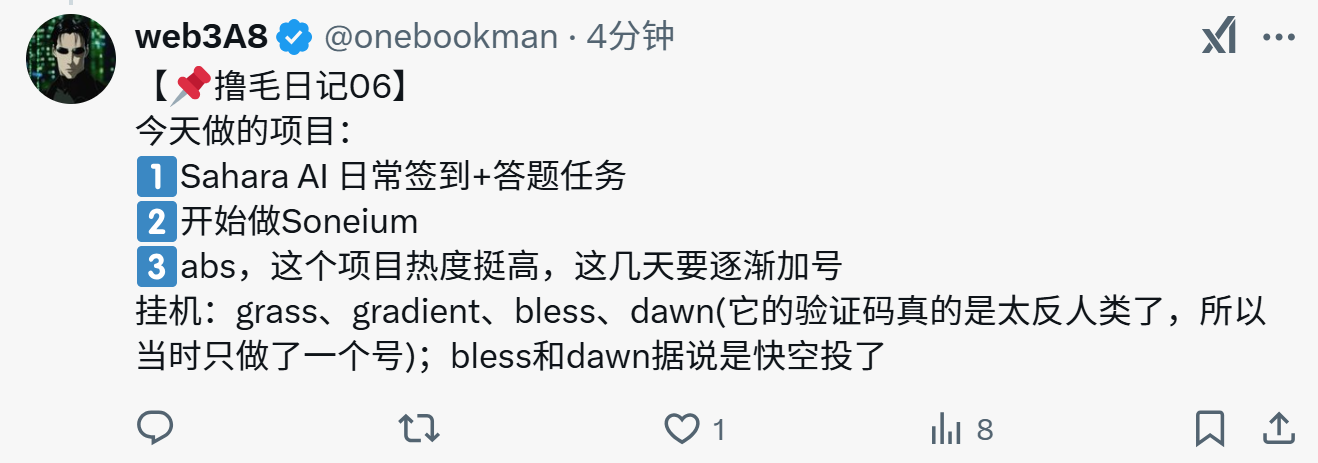 web3A8 @onebookman · 4分钟
【📌撸毛日记06】
今天做的项目：
1️⃣Sahara AI 日常签到+答题任务
2️⃣开始做Soneium
3️⃣abs，这个项目热度挺高，这几天要逐渐加号
挂机：grass、gradient、bless、dawn(它的验证码真的是太反人类了，所以
当时只做了一个号)；bless和dawn据说是快空投了
1 8